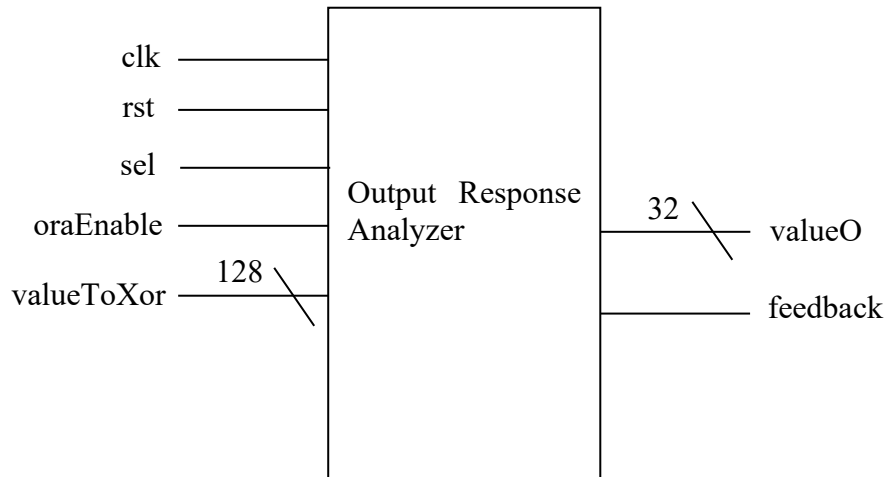 clk
rst
sel
oraEnable
128
valueToXor
Output Response
Analyzer
32
valueO
feedback